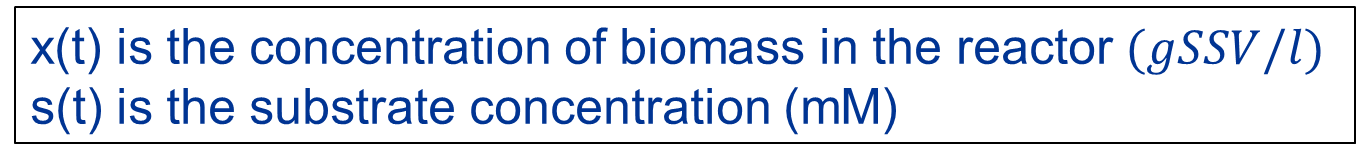 x(t) is the concentration of biomass in the reactor (gSSV/l)
s(t) is the substrate concentration (mM)